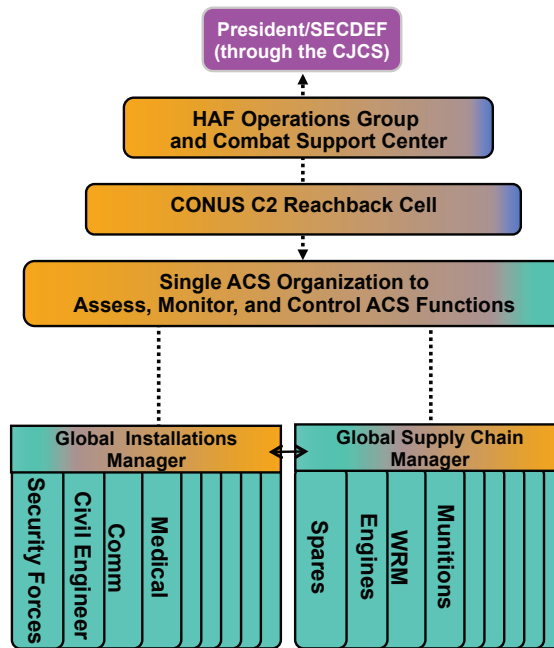 President/SECDEF
(through the CJCS)
HAF Operations Group
and Combat Support Center
CONUS C2 Reachback Cell
Single ACS Organization to
Assess, Monitor, and Control ACS Functions
Global Installations
Manager
Global Supply Chain
Manager
Security Forces
Civil Engineer
Comm
Medical
Spares
Engines
WRM
Munitions